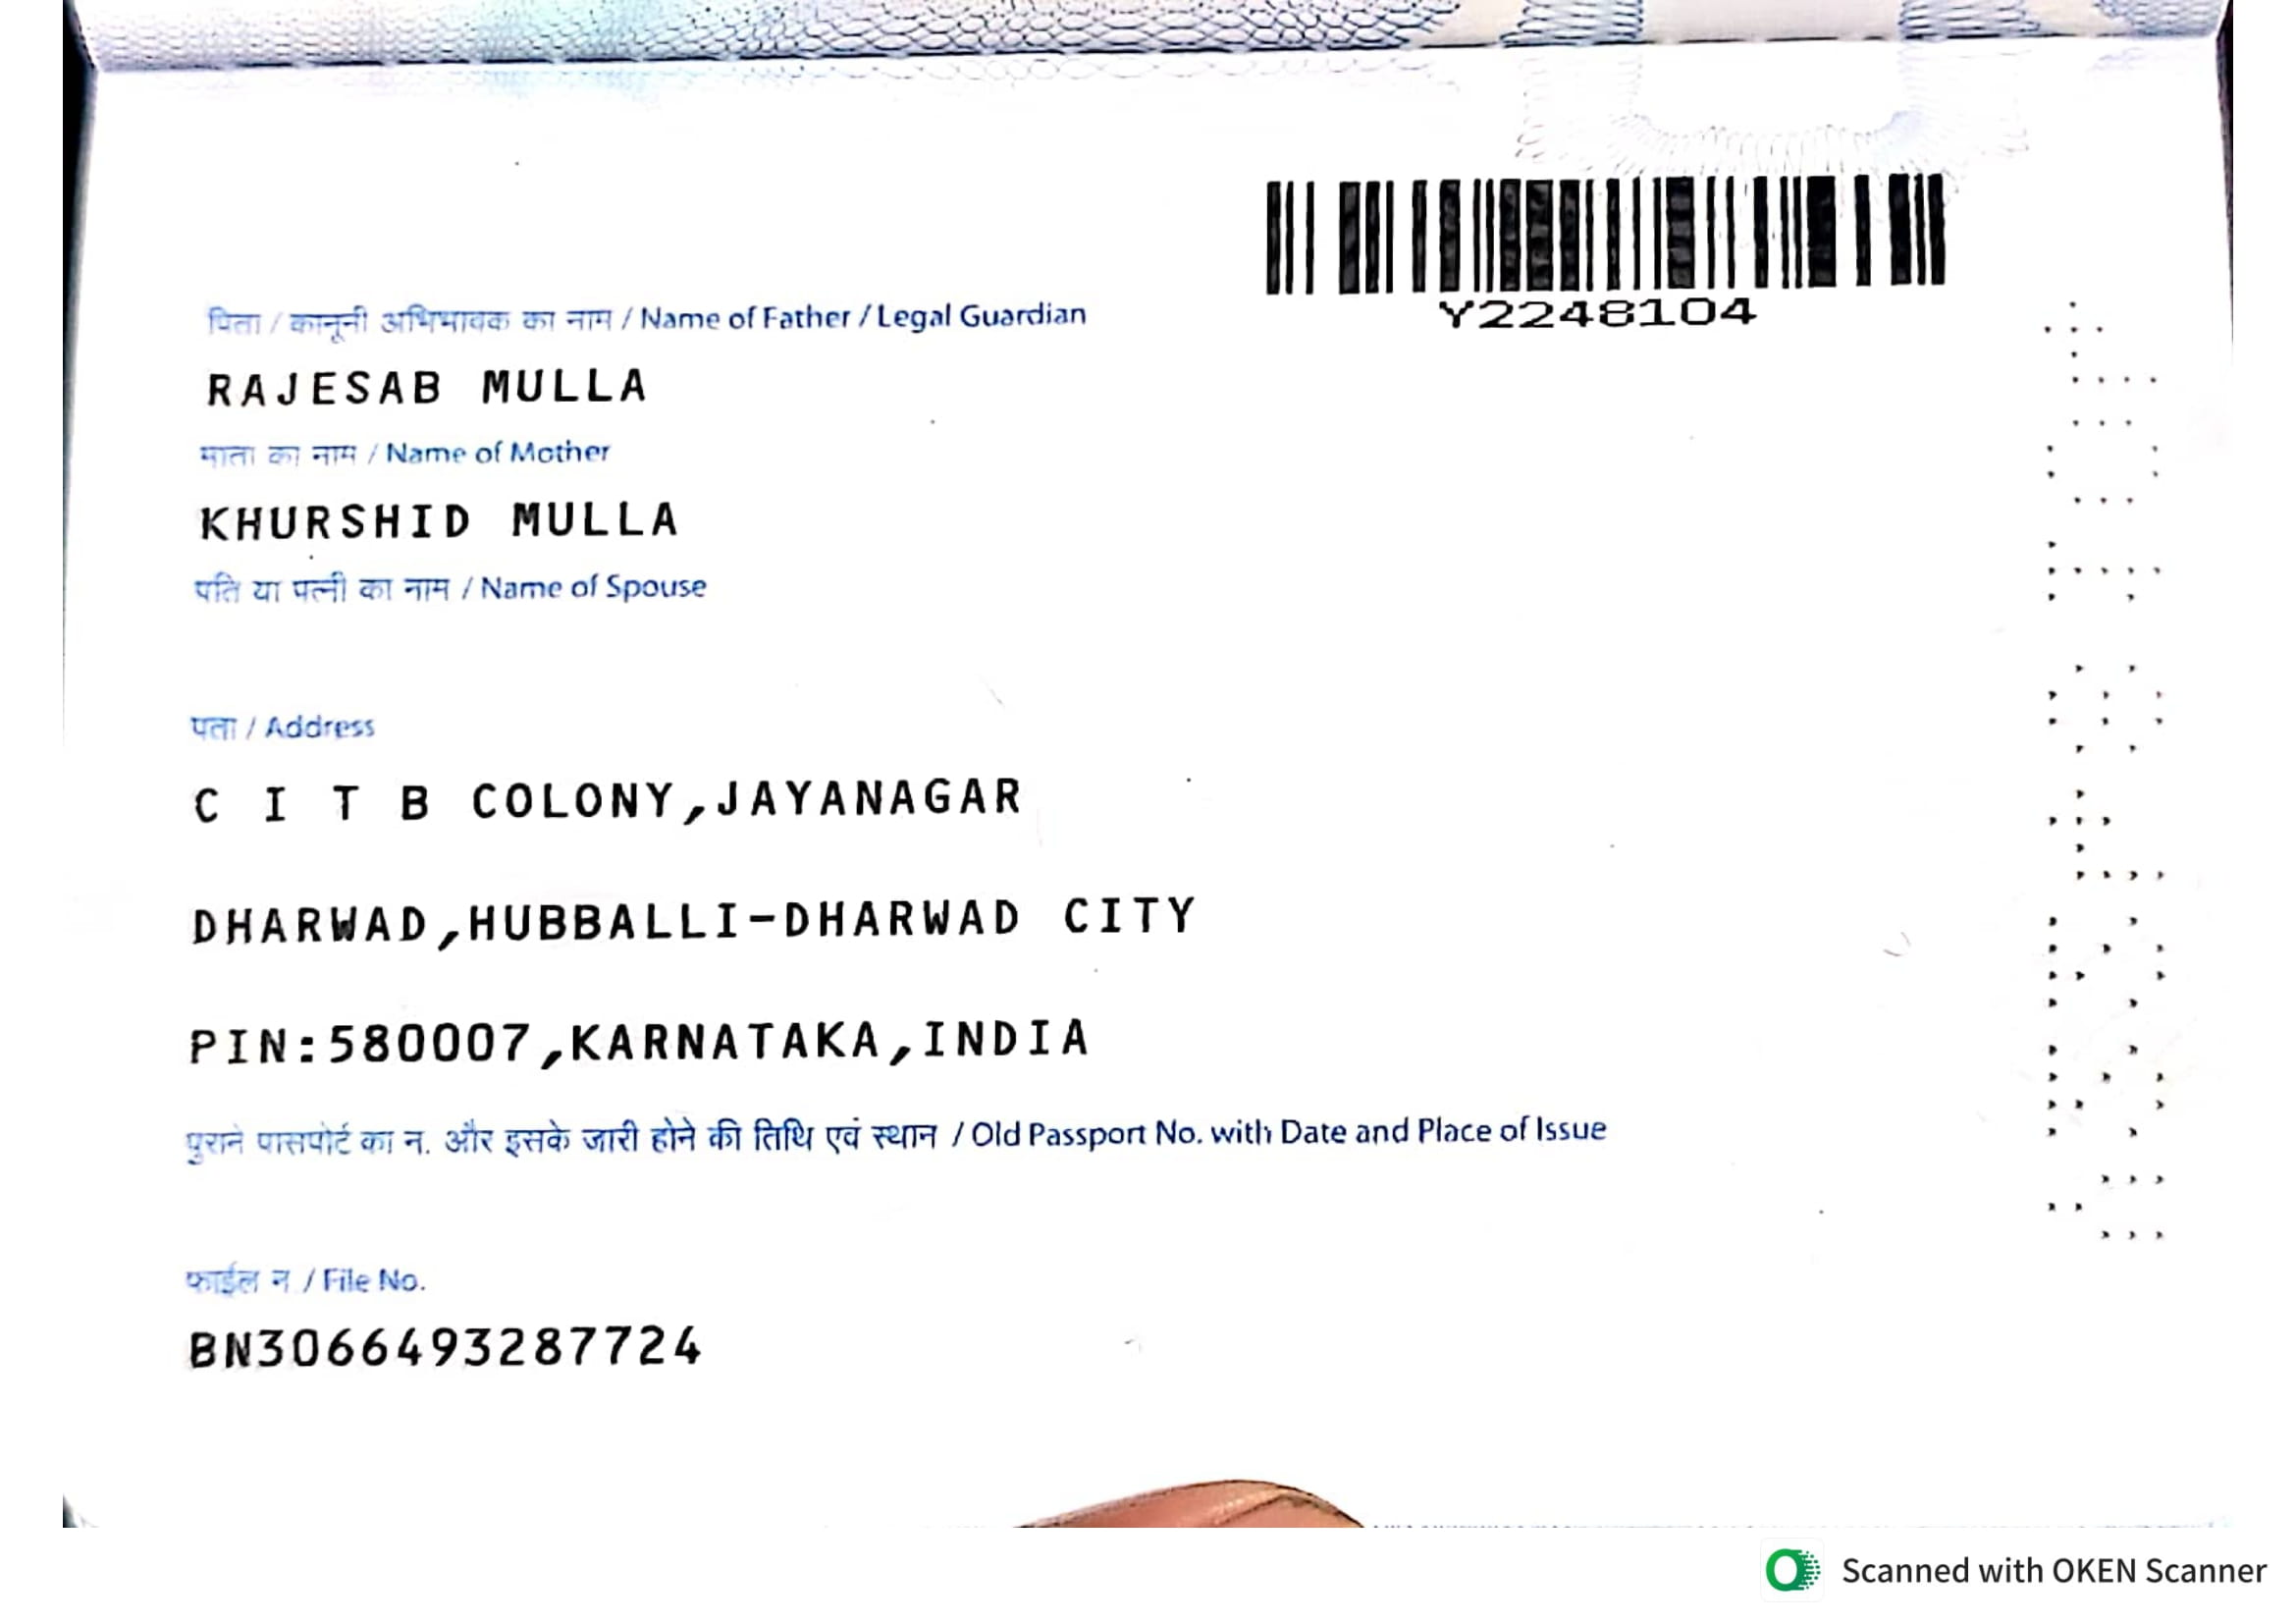 Y2248104
पिता / कानूनी अभिभावक का नाम / Name of Father / Legal Guardian
RAJESAB MULLA
माता का नाम / Name of Mother
KHURSHID MULLA
पति या पत्नी का नाम / Name of Spouse
पता / Address
C I T B COLONY,JAYANAGAR
DHARWAD,HUBBALLI-DHARWAD CITY
PIN:580007,KARNATAKA,INDIA
पुराने पासपोर्ट का न. और इसके जारी होने की तिथि एवं स्थान / Old Passport No. with Date and Place of Issue
फाईल न / File No.
BN3066493287724
Scanned with OKEN Scanner